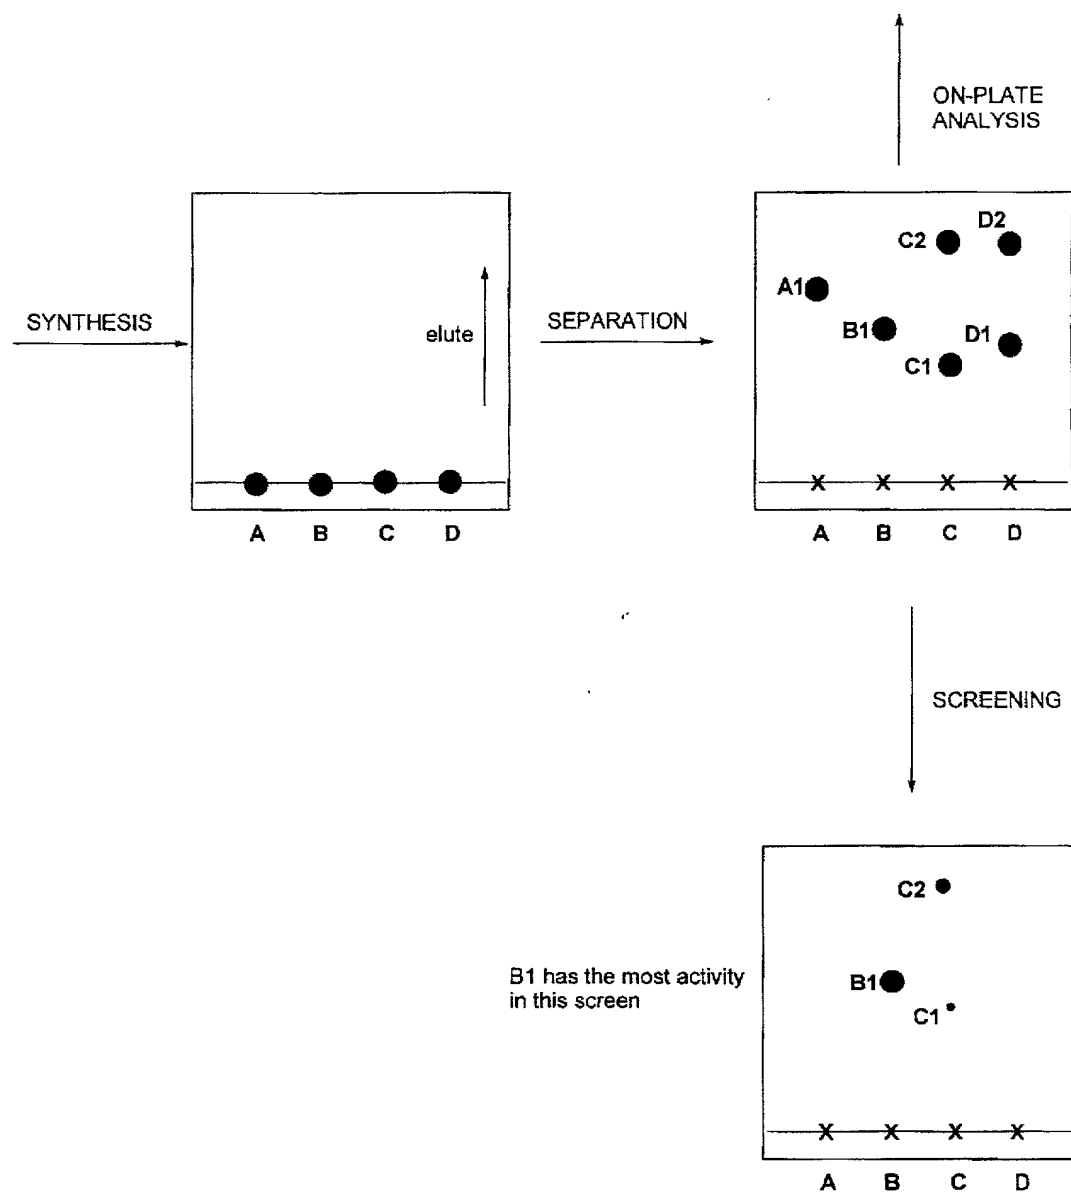 ON-PLATE
ANALYSIS
SYNTHESIS
elute
SEPARATION
D2
C2
A1
B1
D1
C1
X X X X
A B C D
A B C D
SCREENING
C2
B1 has the most activity
in this screen
B1
C1
X X X X
A B C D